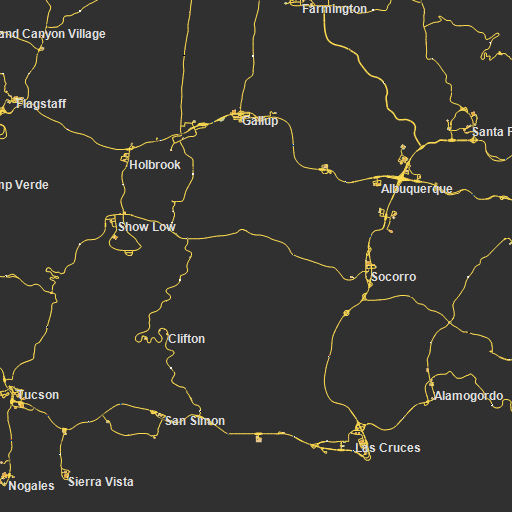 Farmington
and Canyon Village
Flagstaff
Gallup
Santa F
Holbrook
mp Verde
Albuquerque
Show Low
Socorro
Clifton
Tucson
Alamogordo
San Simon
Las Cruces
Sierra Vista
Nogales